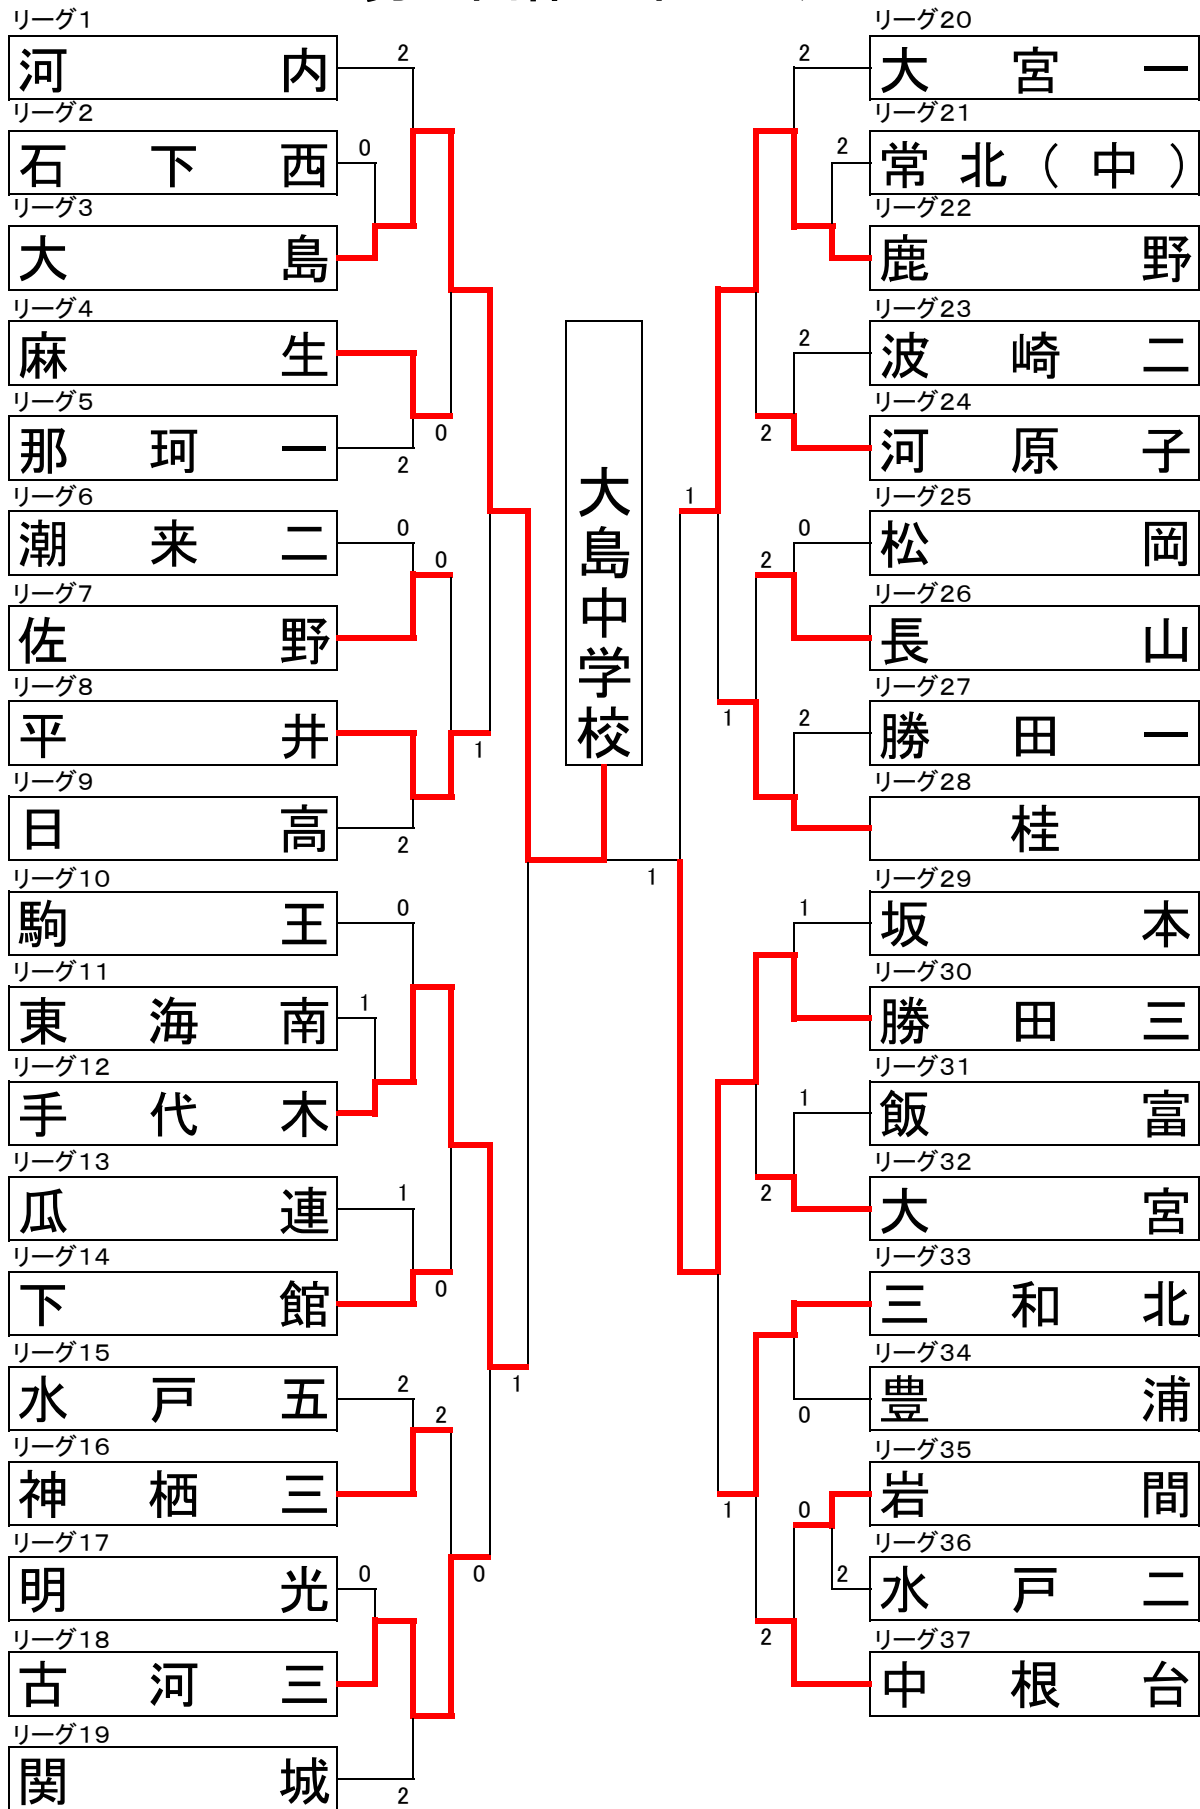 リーグ1
河内
2
リーグ2
石下西
0
リーグ3
大島
リーグ4
麻生
0
リーグ5
那珂一
2
リーグ6
潮来二
0
0
リーグ7
佐野
リーグ8
平井
1
リーグ9
日高
2
リーグ10
駒王
0
リーグ11
東海南
1
リーグ12
手代木
リーグ13
瓜連
1
リーグ14
下館
0
リーグ15
水戸五
2
1
2
リーグ16
神栖三
リーグ17
明光
0
0
リーグ18
古河三
リーグ19
関城
2
大島中学校
1
1
リーグ20
大宮一
2
リーグ21
常北(中)
2
リーグ22
鹿野
リーグ23
波崎二
2
リーグ24
河原子
2
リーグ25
松岡
0
2
リーグ26
長山
リーグ27
勝田一
2
1
リーグ28
桂
リーグ29
坂本
1
リーグ30
勝田三
リーグ31
飯富
1
リーグ32
大宮
2
リーグ33
三和北
リーグ34
豊浦
0
リーグ35
岩間
0
1
リーグ36
水戸二
2
リーグ37
中根台
2